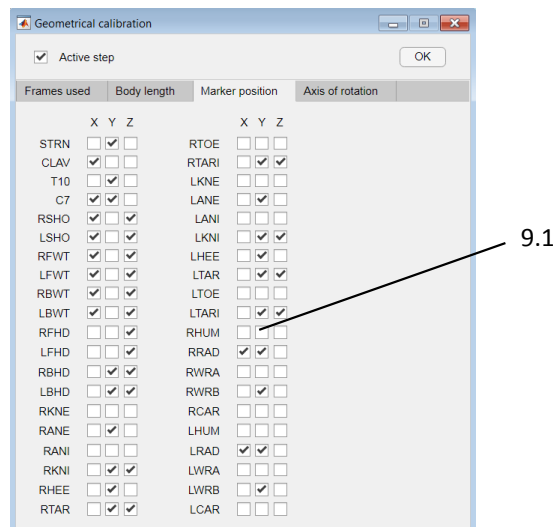 Geometrical calibration
Active step
OK
Frames used Body length Marker position Axis of rotation
X Y Z X Y Z
STRN RTOE
CLAV RTARI
T10 LKNE
C7 LANE
RSHO LANI
LSHO LKNI
RFWT LHEE
LFWT LTAR
RBWT LTOE
LBWT LTARI
RFHD RHUM
LFHD RRAD
RBHD RWRA
LBHD RWRB
RKNE RCAR
RANE LHUM
RANI LRAD
RKNI LWRA
RHEE LWRB
RTAR LCAR
9.1